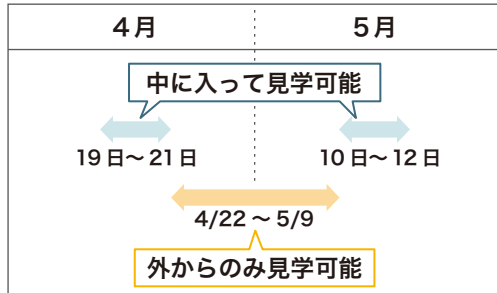 4月
5月
中に入って見学可能
19日～21日
10日～12日
4/22～5/9
外からのみ見学可能